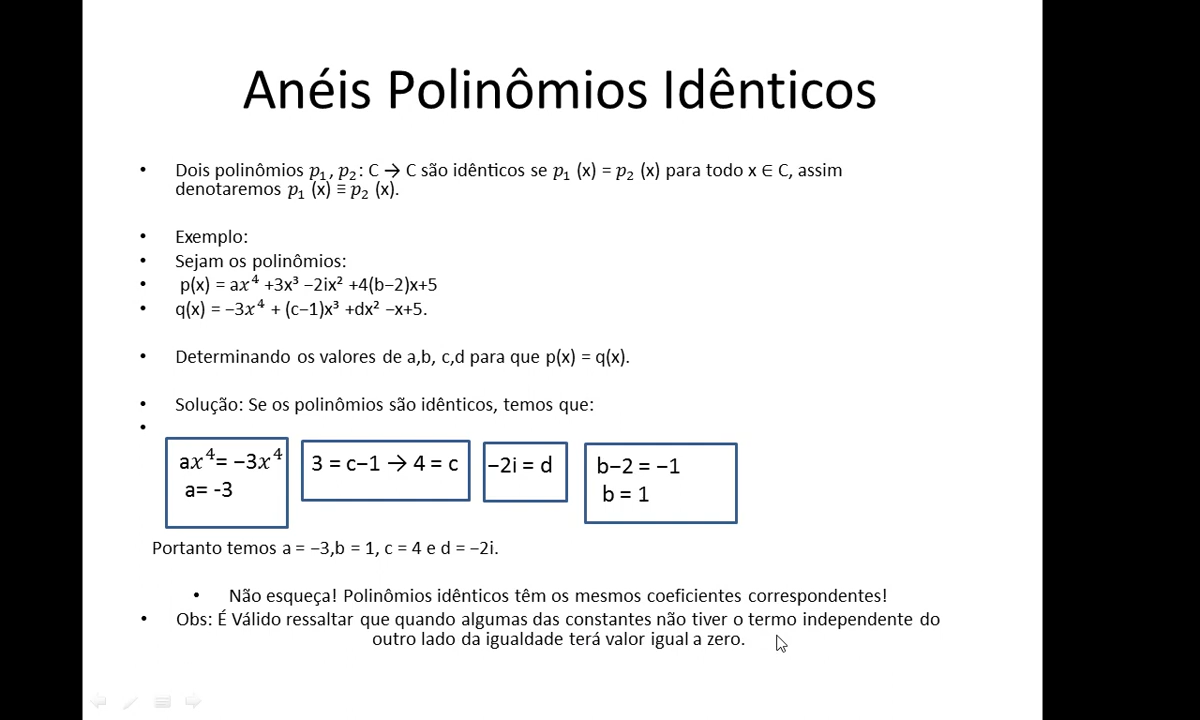 Anéis Polinômios Idênticos
• Dois polinômios p₁, p₂: C → C são idênticos se p₁ (x) = p₂ (x) para todo x ∈ C, assim
denotaremos p₁ (x) ≡ p₂ (x).
• Exemplo:
• Sejam os polinômios:
• p(x) = ax⁴ +3x³ −2ix² +4(b−2)x+5
• q(x) = −3x⁴ + (c−1)x³ +dx² −x+5.
• Determinando os valores de a,b, c,d para que p(x) = q(x).
• Solução: Se os polinômios são idênticos, temos que:
•
ax⁴= −3x⁴
a= -3
3 = c−1 → 4 = c
−2i = d
b−2 = −1
b = 1
Portanto temos a = −3,b = 1, c = 4 e d = −2i.
• Não esqueça! Polinômios idênticos têm os mesmos coeficientes correspondentes!
• Obs: É Válido ressaltar que quando algumas das constantes não tiver o termo independente do
outro lado da igualdade terá valor igual a zero.